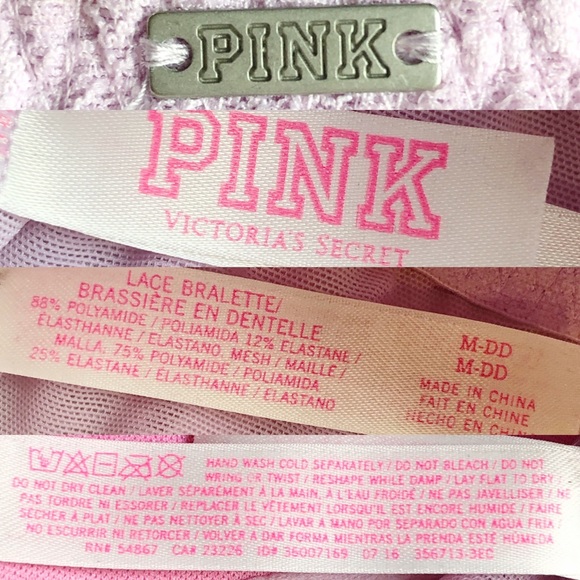 PINK
PINK
VICTORIA'S SECRET
LACE BRALETTE/
BRASSIÈRE EN DENTELLE
88% POLYAMIDE / POLIAMIDA 12% ELASTANE /
ÉLASTHANNE / ELASTANO, MESH / MAILLE /
MALLA, 75% POLYAMIDE / POLIAMIDA
25% ELASTANE / ÉLASTHANNE / ELASTANO
M-DD
M-DD
MADE IN CHINA
FAIT EN CHINE
HECHO EN CHINA
HAND WASH COLD SEPARATELY / DO NOT BLEACH / DO NOT
WRING OR TWIST / RESHAPE WHILE DAMP / LAY FLAT TO DRY
DO NOT DRY CLEAN / LAVER SÉPARÉMENT À LA MAIN, À L'EAU FROIDE / NE PAS JAVELLISER / NE
PAS TORDRE NI ESSORER / REPLACER LE VÊTEMENT LORSQU'IL EST ENCORE HUMIDE / FAIRE
SÉCHER À PLAT / NE PAS NETTOYER À SEC / LAVAR A MANO POR SEPARADO CON AGUA FRÍA /
NO ESCURRIR NI RETORCER / VOLVER A DAR FORMA MIENTRAS LA PRENDA ESTÉ HÚMEDA
RN# 54867 CA# 23226 ID# 36007169 07 16 356713-3EC